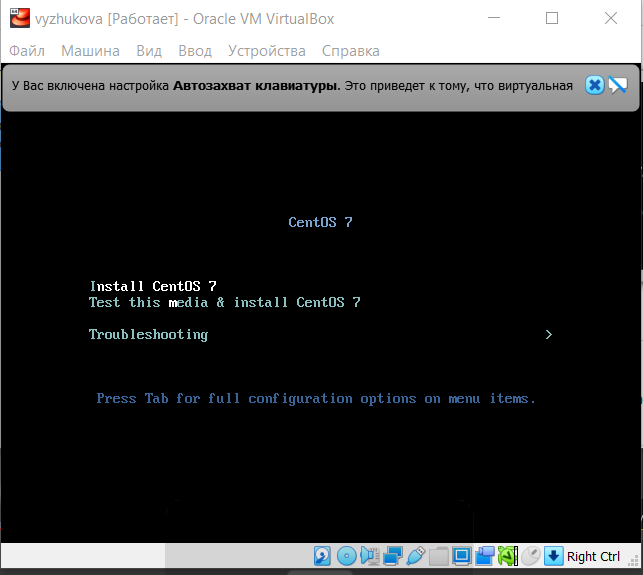 vyzhukova [Работает] - Oracle VM VirtualBox
Файл Машина Вид Ввод Устройства Справка
У Вас включена настройка Автозахват клавиатуры. Это приведет к тому, что виртуальная
CentOS 7
Install CentOS 7
Test this media & install CentOS 7
Troubleshooting >
Press Tab for full configuration options on menu items.
Right Ctrl